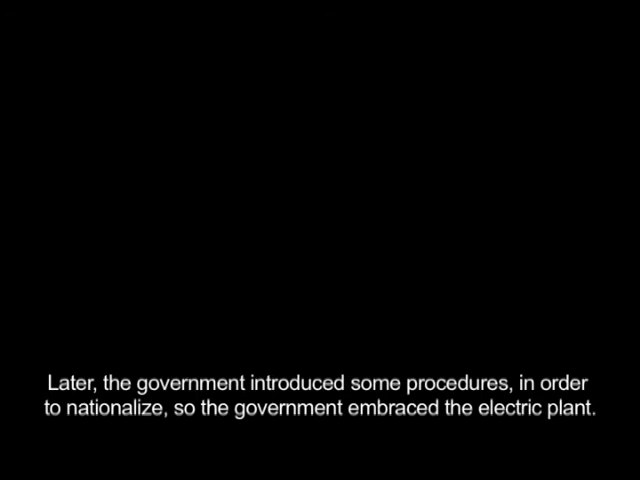 Later, the government introduced some procedures, in order
to nationalize, so the government embraced the electric plant.